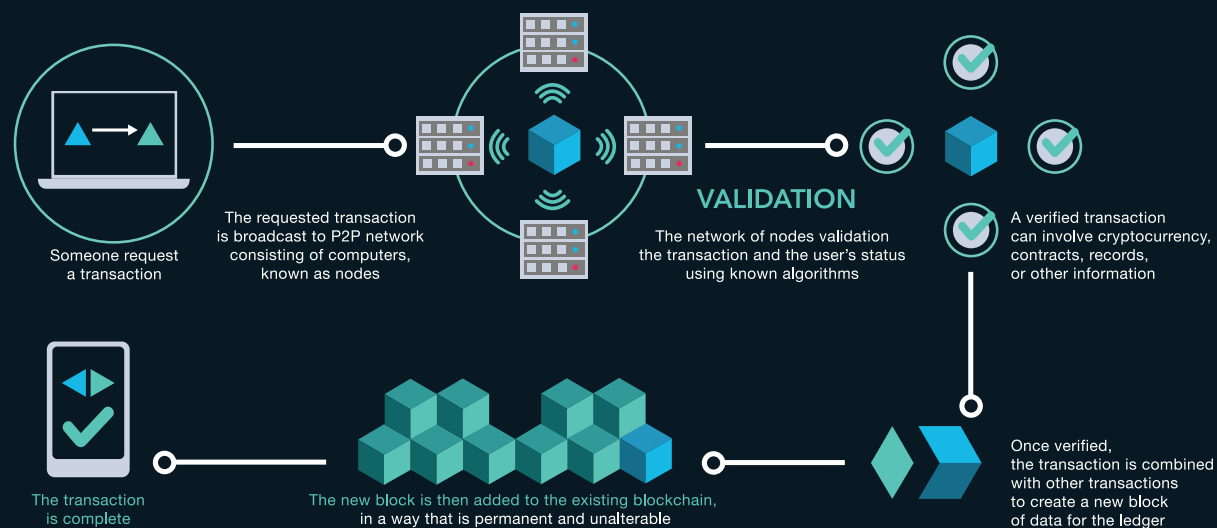 Someone request
a transaction
The requested transaction
is broadcast to P2P network
consisting of computers,
known as nodes
VALIDATION
The network of nodes validation
the transaction and the user's status
using known algorithms
A verified transaction
can involve cryptocurrency,
contracts, records,
or other information
Once verified,
the transaction is combined
with other transactions
to create a new block
of data for the ledger
The new block is then added to the existing blockchain,
in a way that is permanent and unalterable
The transaction
is complete